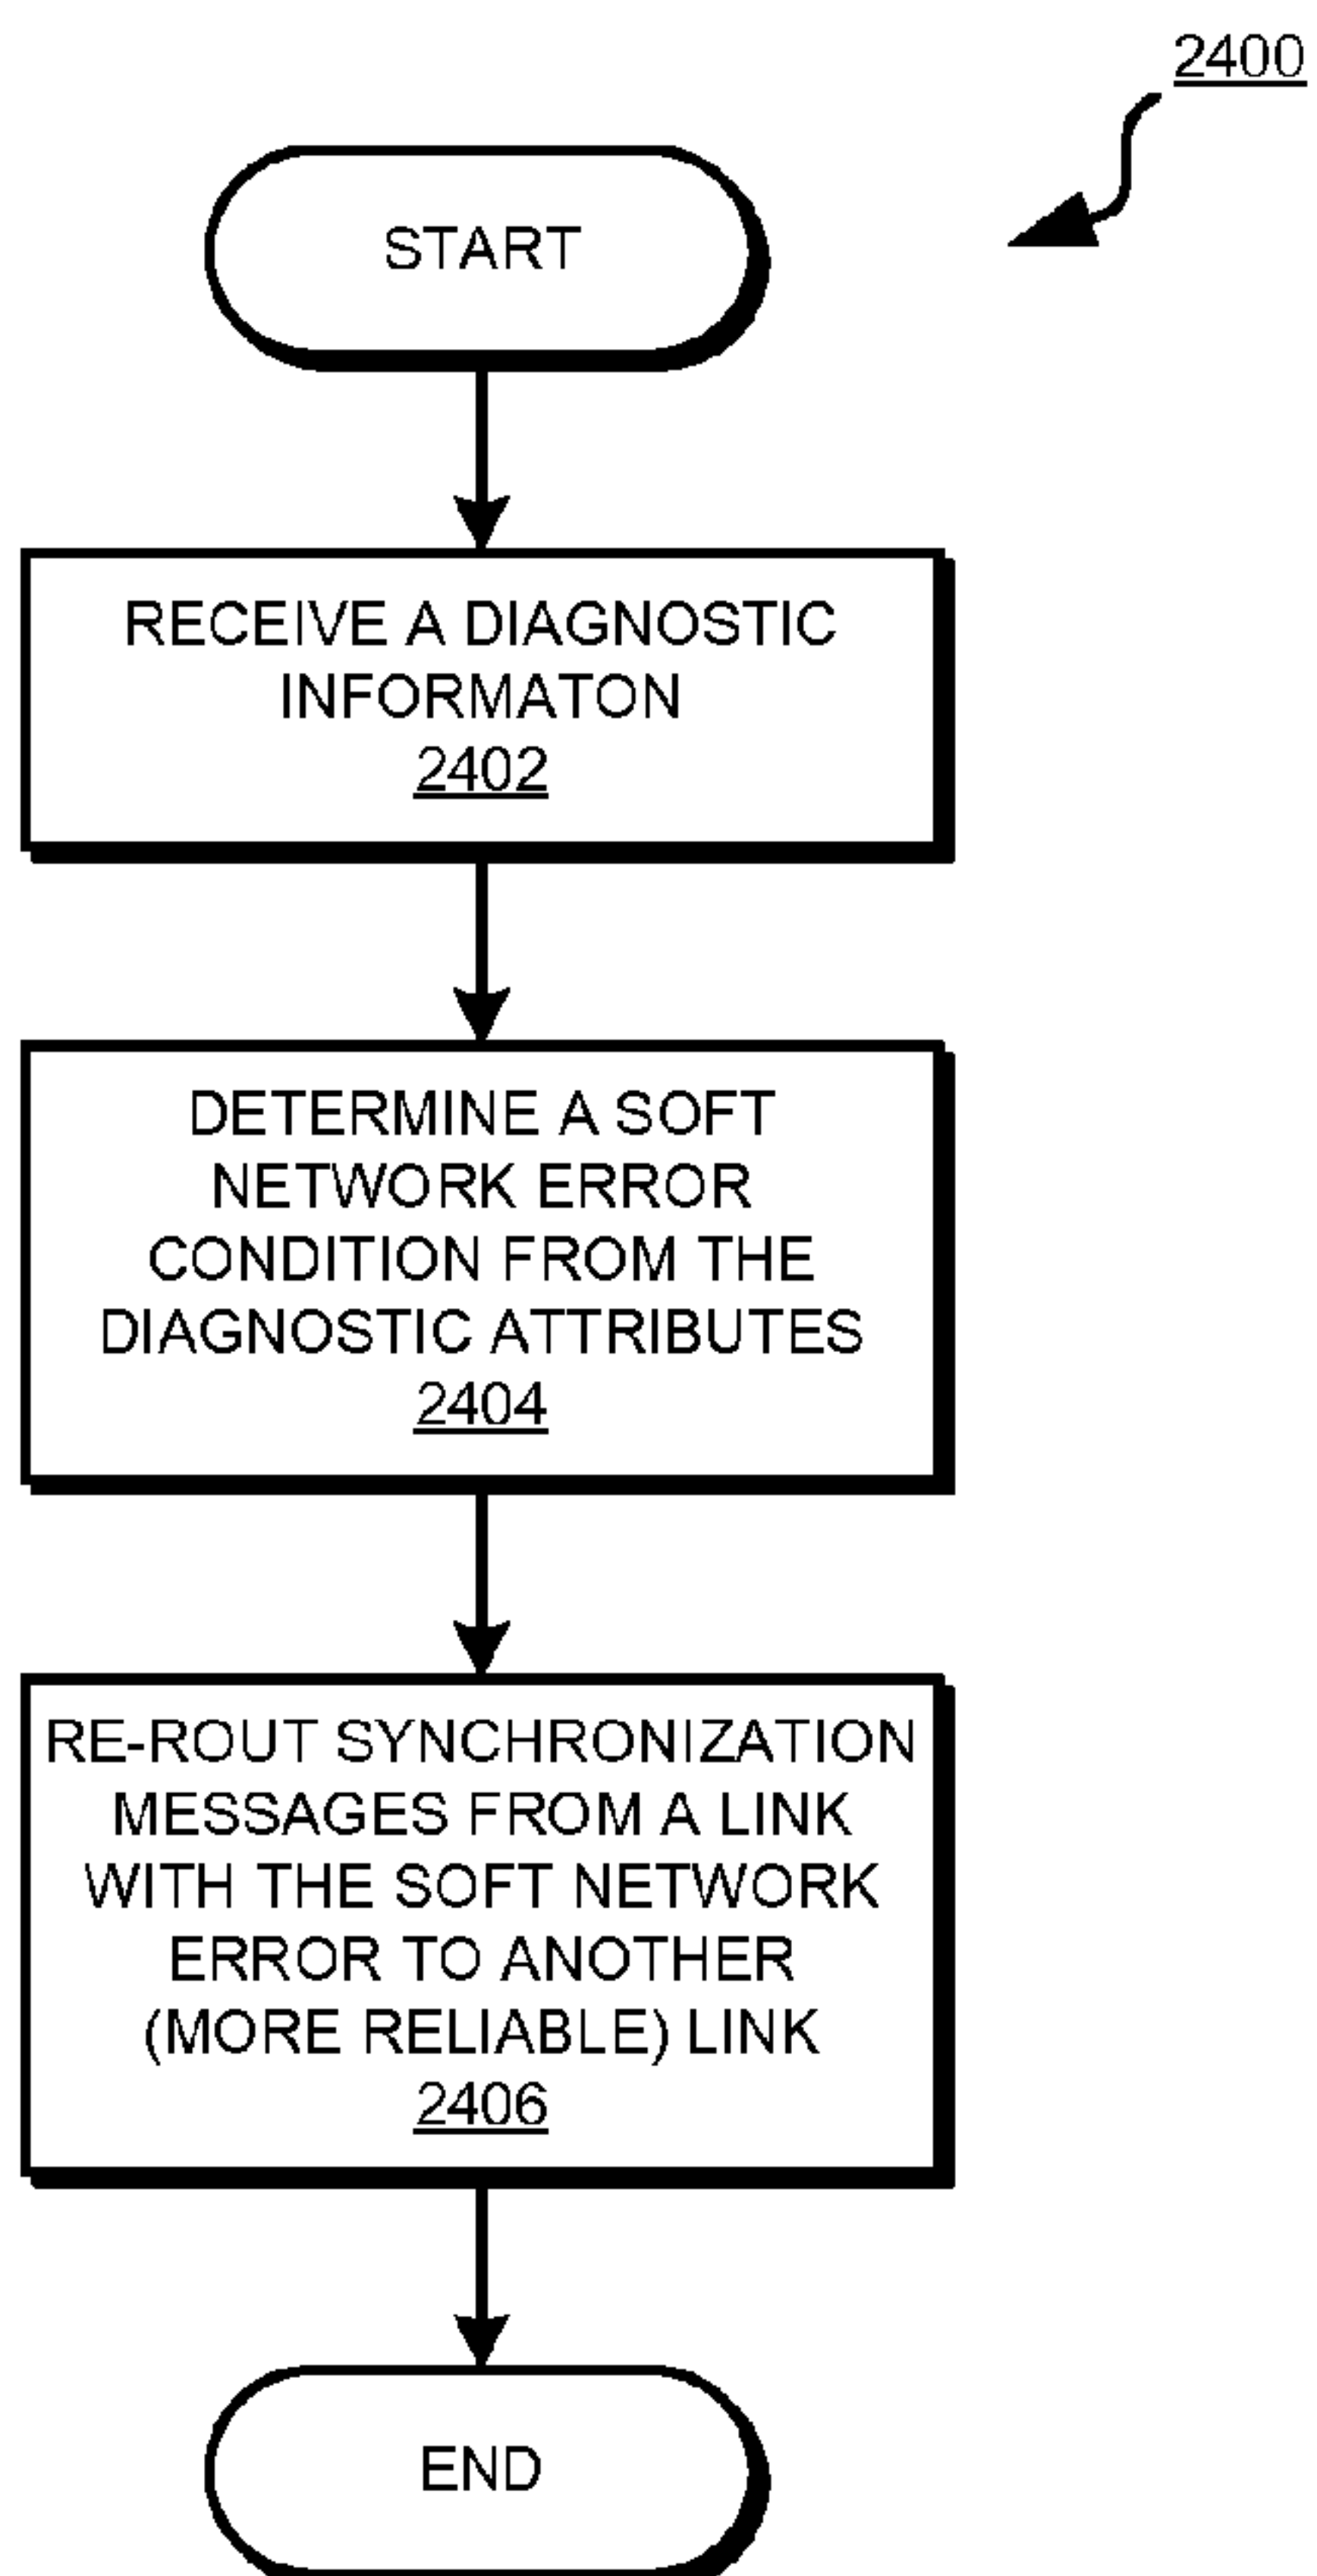 2400
START
RECEIVE A DIAGNOSTIC
INFORMATON
2402
DETERMINE A SOFT
NETWORK ERROR
CONDITION FROM THE
DIAGNOSTIC ATTRIBUTES
2404
RE-ROUT SYNCHRONIZATION
MESSAGES FROM A LINK
WITH THE SOFT NETWORK
ERROR TO ANOTHER
(MORE RELIABLE) LINK
2406
END